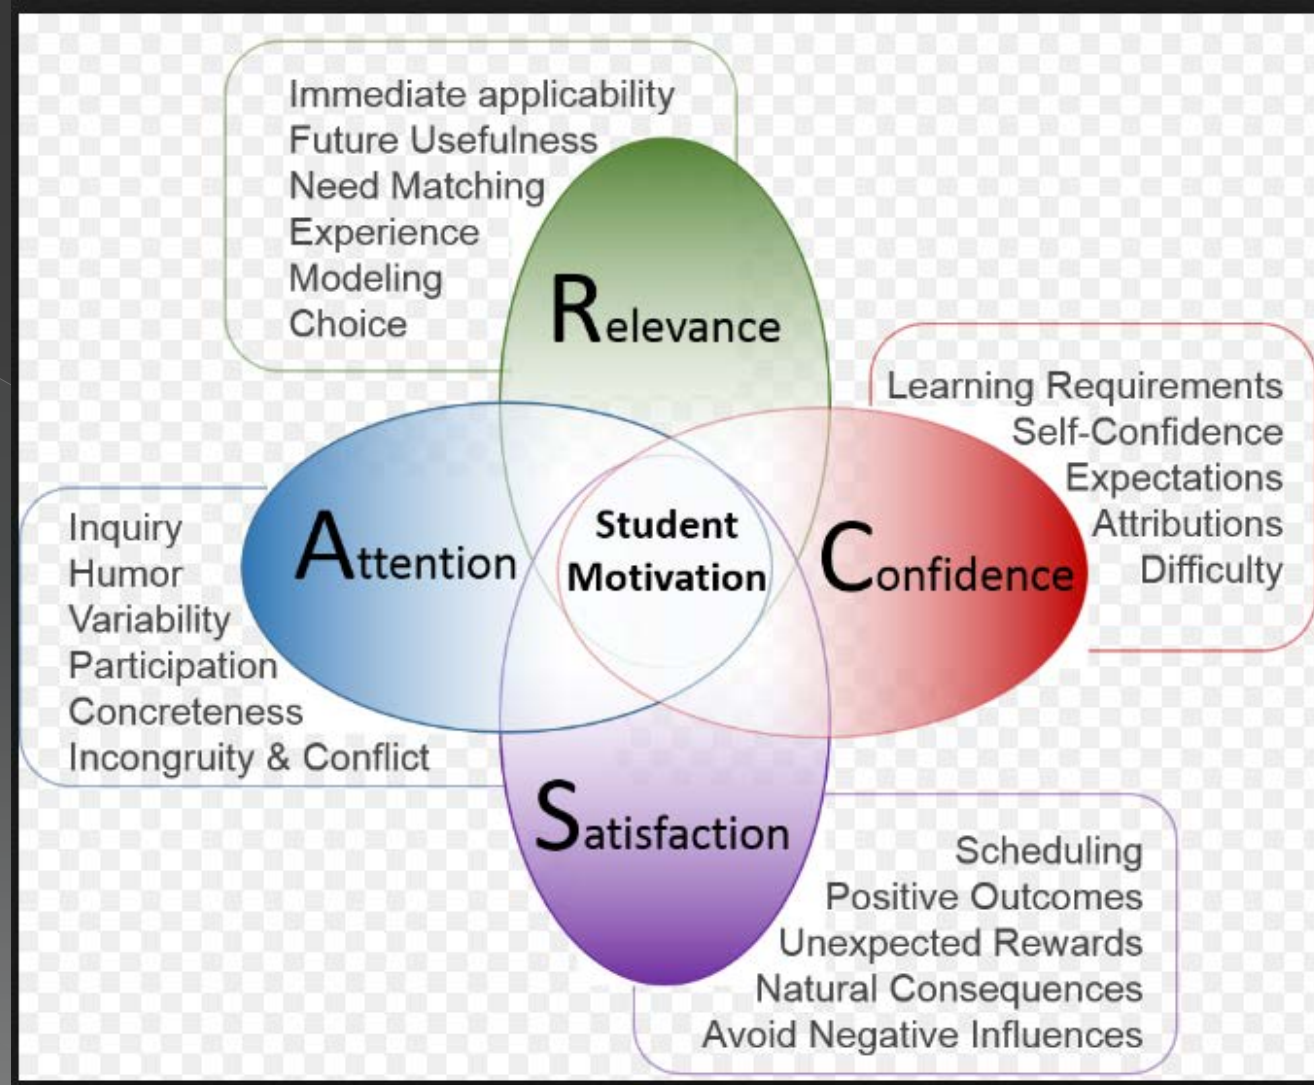 Immediate applicability
Future Usefulness
Need Matching
Experience
Modeling
Choice
Relevance
Learning Requirements
Self-Confidence
Expectations
Attributions
Difficulty
Inquiry
Humor
Variability
Participation
Concreteness
Incongruity & Conflict
Attention
Student
Motivation
Confidence
Satisfaction
Scheduling
Positive Outcomes
Unexpected Rewards
Natural Consequences
Avoid Negative Influences